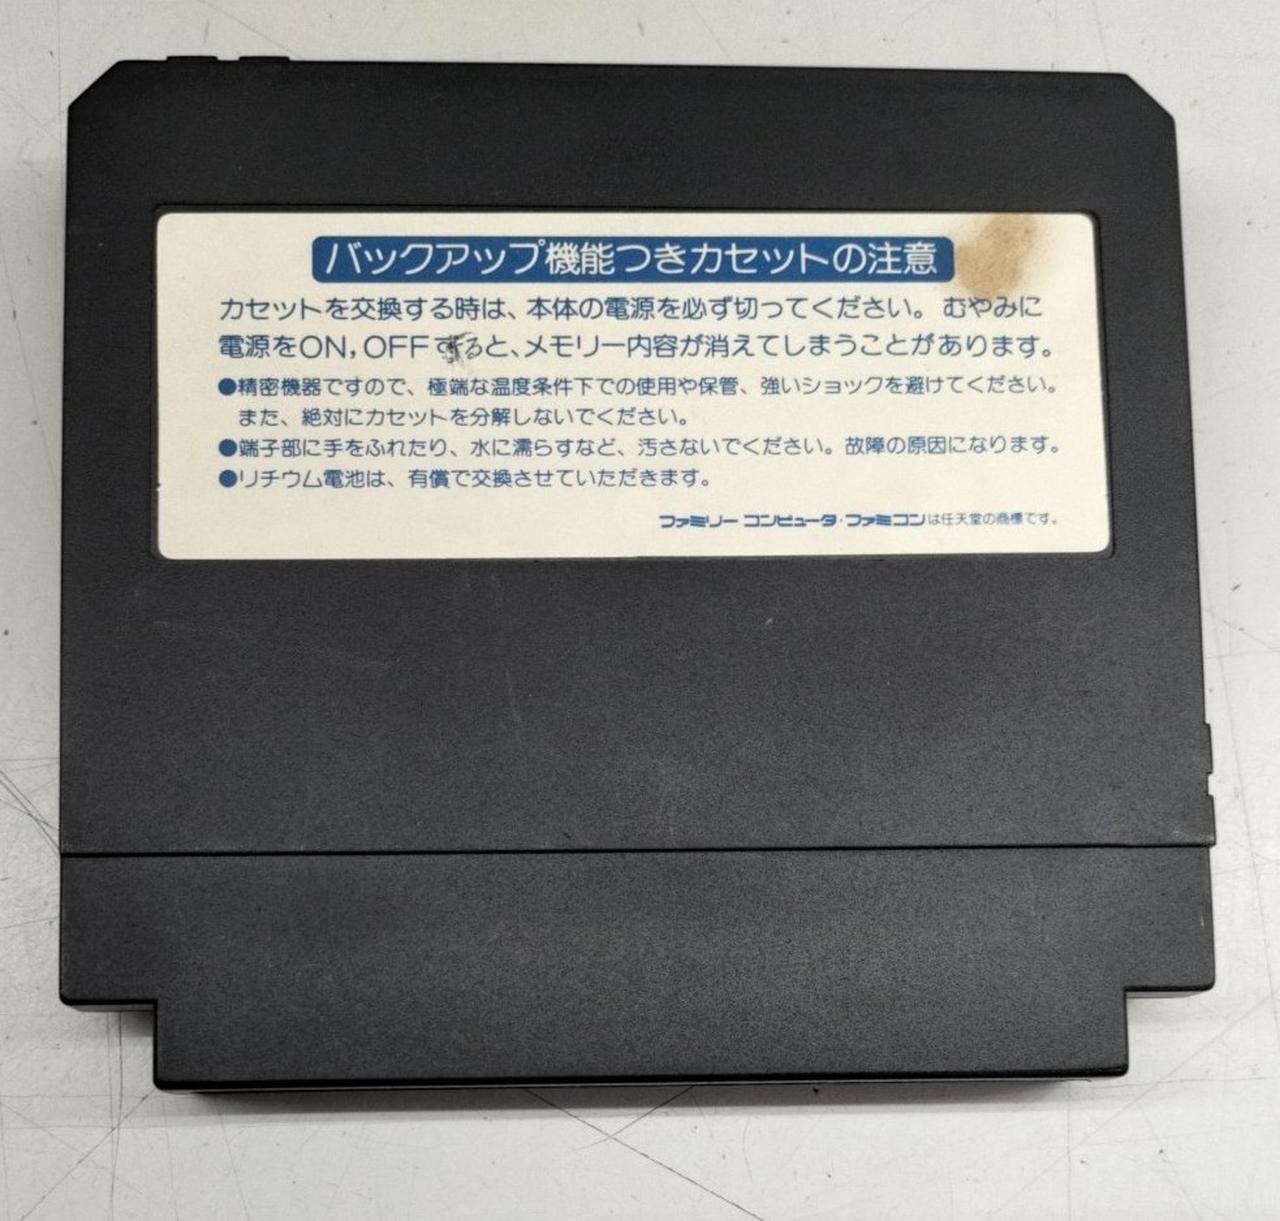 バックアップ機能つきカセットの注意
カセットを交換する時は、本体の電源を必ず切ってください。むやみに
電源をON,OFFすると、メモリー内容が消えてしまうことがあります。
●精密機器ですので、極端な温度条件下での使用や保管、強いショックを避けてください。
また、絶対にカセットを分解しないでください。
●端子部に手をふれたり、水に濡らすなど、汚さないでください。故障の原因になります。
●リチウム電池は、有償で交換させていただきます。
ファミリーコンピュータ・ファミコンは任天堂の商標です。